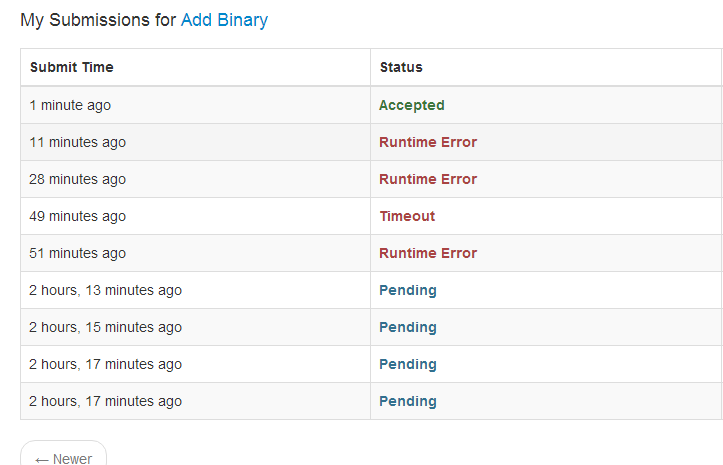 My Submissions for Add Binary
Submit Time Status
1 minute ago Accepted
11 minutes ago Runtime Error
28 minutes ago Runtime Error
49 minutes ago Timeout
51 minutes ago Runtime Error
2 hours, 13 minutes ago Pending
2 hours, 15 minutes ago Pending
2 hours, 17 minutes ago Pending
2 hours, 17 minutes ago Pending
← Newer